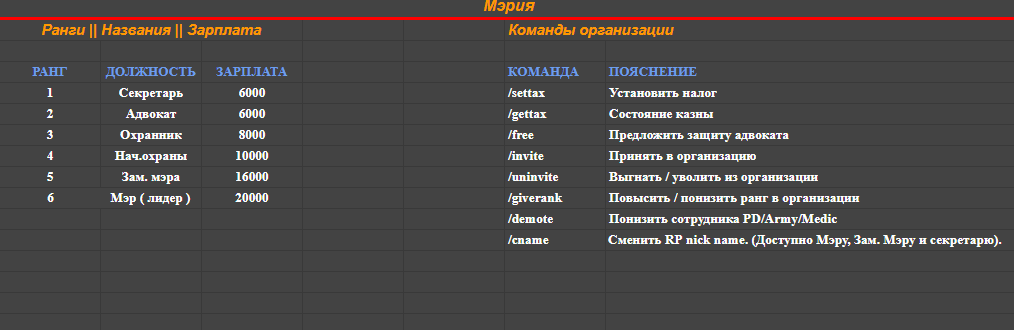 Мэрия
Ранги || Названия || Зарплата Команды организации
РАНГ ДОЛЖНОСТЬ ЗАРПЛАТА КОМАНДА ПОЯСНЕНИЕ
1 Секретарь 6000 /settax Установить налог
2 Адвокат 6000 /gettax Состояние казны
3 Охранник 8000 /free Предложить защиту адвоката
4 Нач.охраны 10000 /invite Принять в организацию
5 Зам. мэра 16000 /uninvite Выгнать / уволить из организации
6 Мэр ( лидер ) 20000 /giverank Повысить / понизить ранг в организации
/demote Понизить сотрудника PD/Army/Medic
/cname Сменить RP nick name. (Доступно Мэру, Зам. Мэру и секретарю).